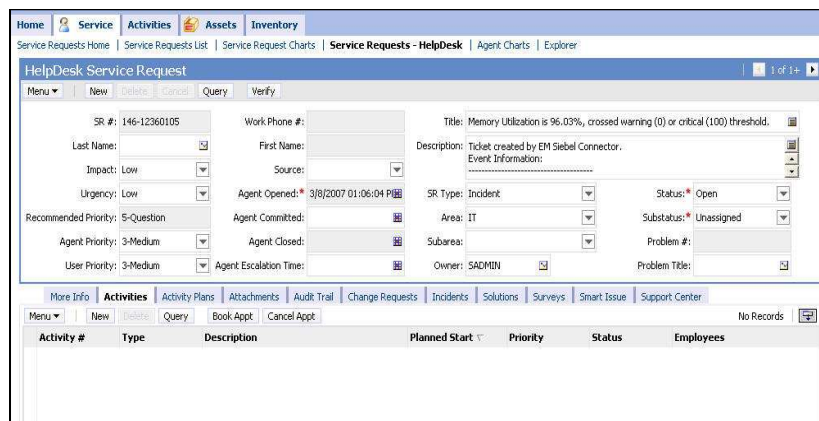 Home Service Activities Assets Inventory
Service Requests Home | Service Requests List | Service Request Charts | Service Requests - HelpDesk | Agent Charts | Explorer
HelpDesk Service Request 1 of 1+
Menu New Delete Cancel Query Verify
SR #: 146-12360105 Work Phone #: Title: Memory Utilization is 96.03%, crossed warning (0) or critical (100) threshold.
Last Name: First Name: Description: Ticket created by EM Siebel Connector.
Event Information:
----------------------------------------
Impact: Low Source:
Urgency: Low Agent Opened:* 3/8/2007 01:06:04 PM SR Type: Incident Status:* Open
Recommended Priority: 5-Question Agent Committed: Area: IT Substatus:* Unassigned
Agent Priority: 3-Medium Agent Closed: Subarea: Problem #:
User Priority: 3-Medium Agent Escalation Time: Owner: SADMIN Problem Title:
More Info Activities Activity Plans Attachments Audit Trail Change Requests Incidents Solutions Surveys Smart Issue Support Center
Menu New Delete Query Book Appt Cancel Appt No Records
Activity # Type Description Planned Start Priority Status Employees